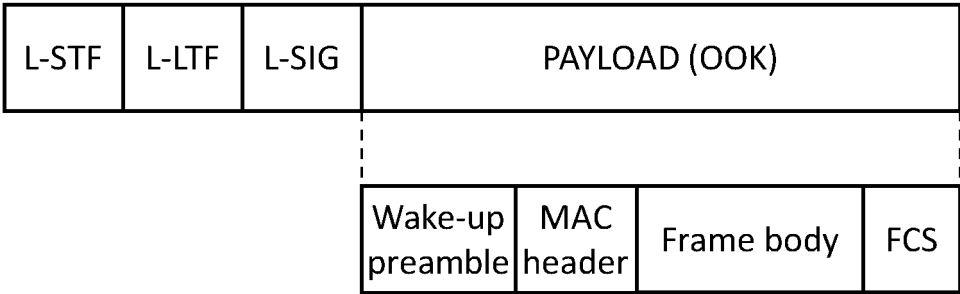 L-STF L-LTF L-SIG PAYLOAD (OOK)
Wake-up preamble MAC header Frame body FCS